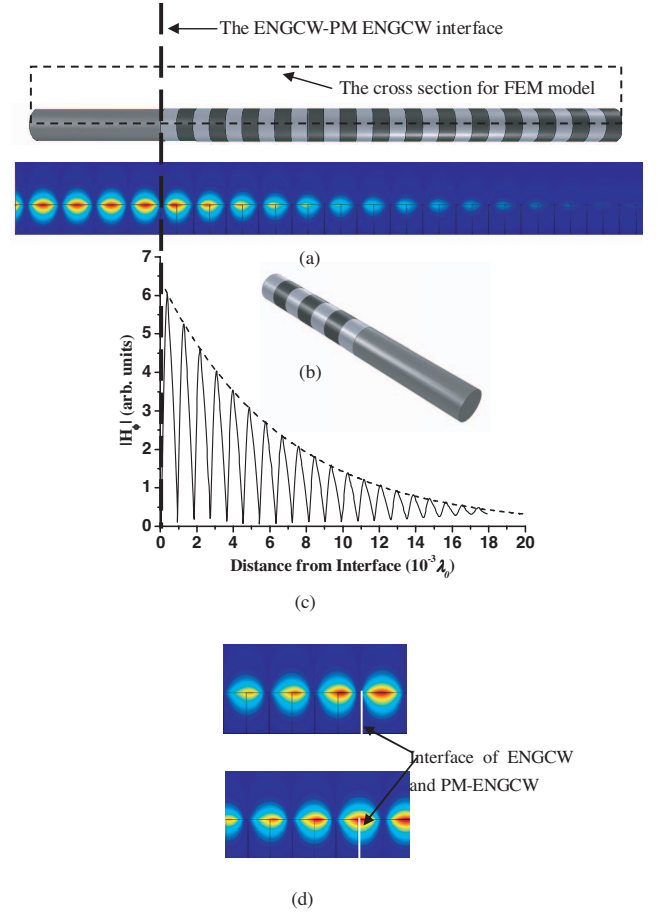 The ENGCW-PM ENGCW interface
The cross section for FEM model
(a)
7
6
5
4
3
2
1
0
|H_ϕ| (arb. units)
(b)
0 2 4 6 8 10 12 14 16 18 20
Distance from Interface (10⁻³λ₀)
(c)
Interface of ENGCW
and PM-ENGCW
(d)